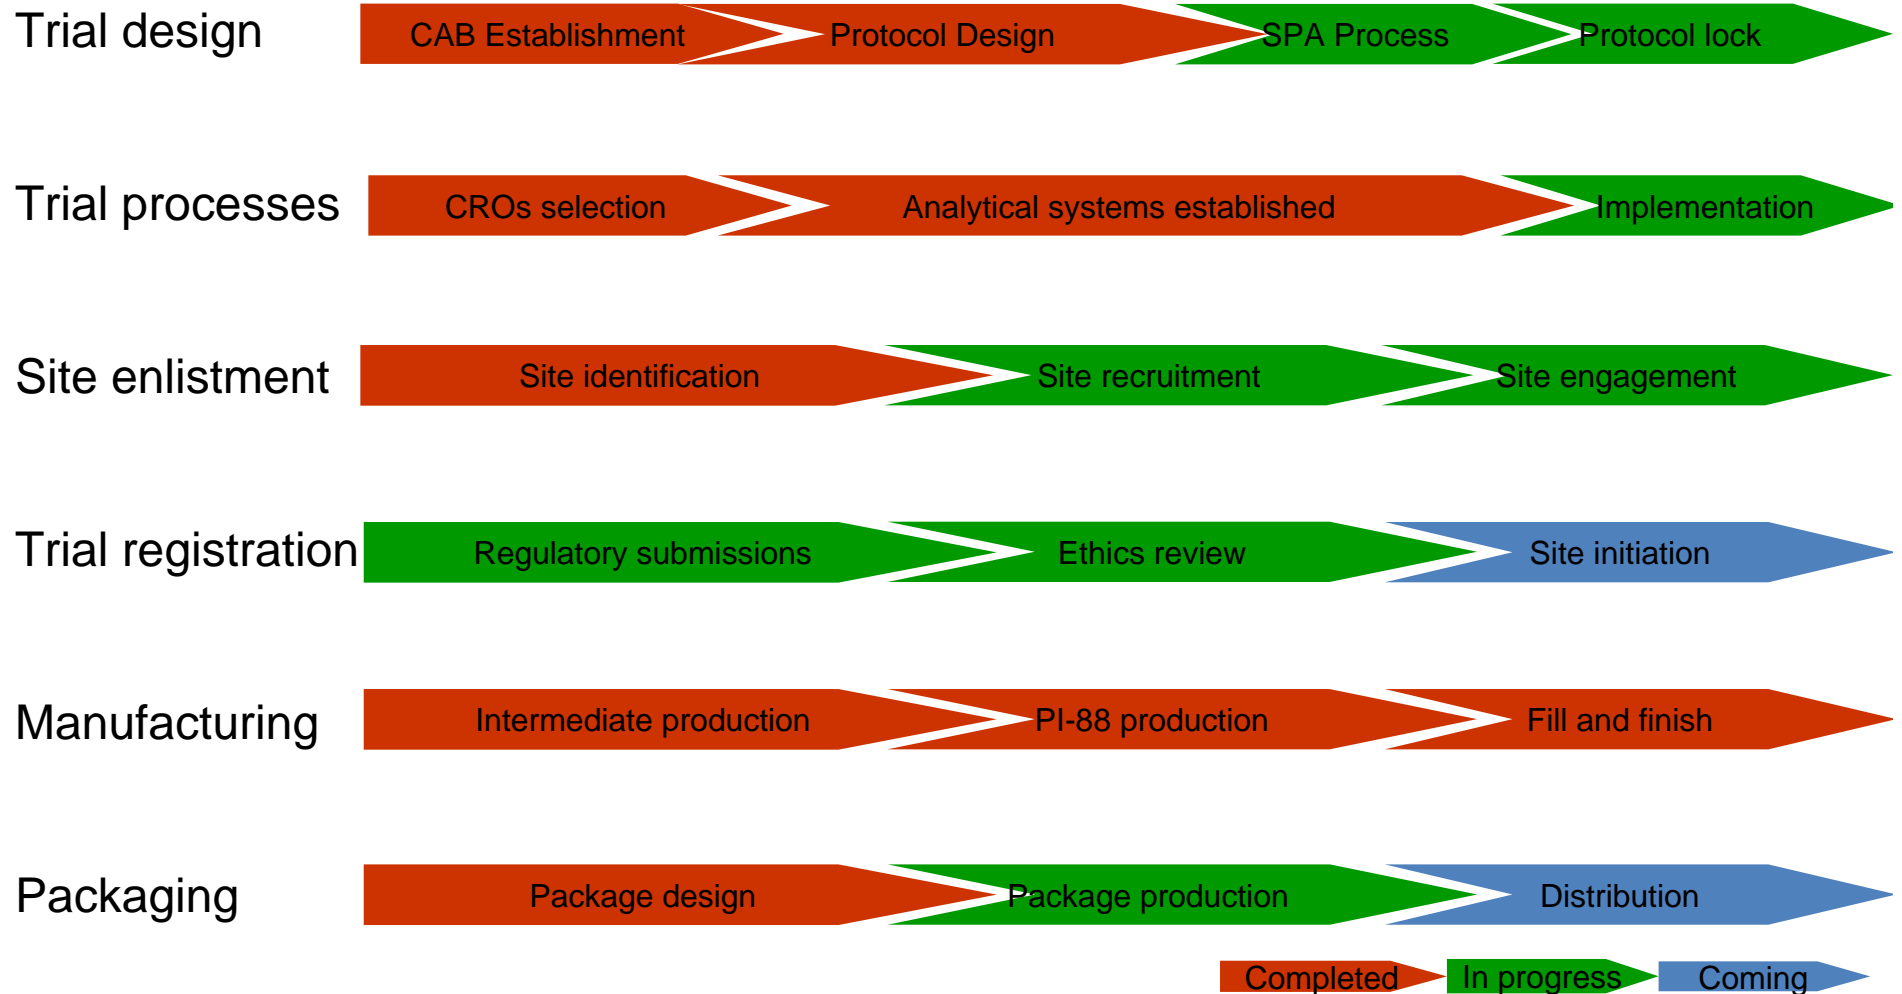 Trial design
CAB Establishment
Protocol Design
SPA Process
Protocol lock
Trial processes
CROs selection
Analytical systems established
Implementation
Site enlistment
Site identification
Site recruitment
Site engagement
Trial registration
Regulatory submissions
Ethics review
Site initiation
Manufacturing
Intermediate production
PI-88 production
Fill and finish
Packaging
Package design
Package production
Distribution
Completed
In progress
Coming